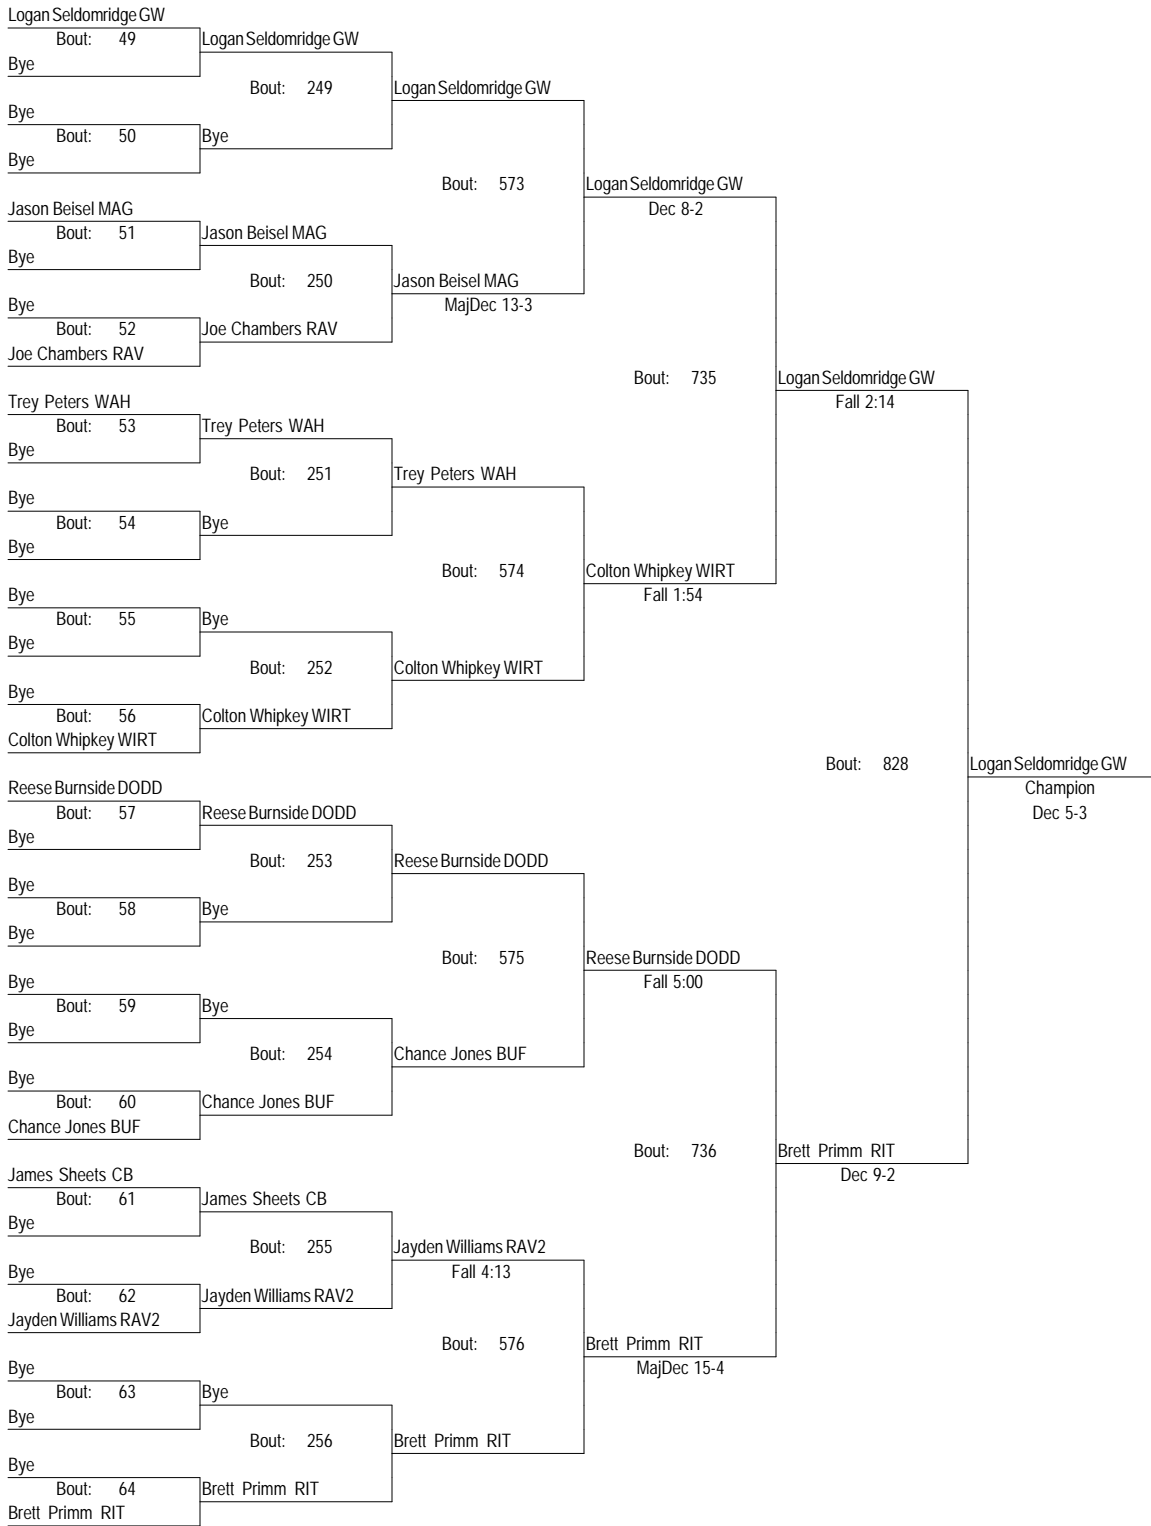 Logan Seldomridge GW
Bout: 49
Logan Seldomridge GW
Bye
Bout: 249
Logan Seldomridge GW
Bye
Bout: 50
Bye
Bye
Bout: 573
Logan Seldomridge GW
Dec 8-2
Jason Beisel MAG
Bout: 51
Jason Beisel MAG
Bye
Bout: 250
Jason Beisel MAG
MajDec 13-3
Bye
Bout: 52
Joe Chambers RAV
Joe Chambers RAV
Bout: 735
Logan Seldomridge GW
Fall 2:14
Trey Peters WAH
Bout: 53
Trey Peters WAH
Bye
Bout: 251
Trey Peters WAH
Bye
Bout: 54
Bye
Bye
Bout: 574
Colton Whipkey WIRT
Fall 1:54
Bye
Bout: 55
Bye
Bye
Bout: 252
Colton Whipkey WIRT
Bye
Bout: 56
Colton Whipkey WIRT
Colton Whipkey WIRT
Bout: 828
Logan Seldomridge GW
Champion
Dec 5-3
Reese Burnside DODD
Bout: 57
Reese Burnside DODD
Bye
Bout: 253
Reese Burnside DODD
Bye
Bout: 58
Bye
Bye
Bout: 575
Reese Burnside DODD
Fall 5:00
Bye
Bout: 59
Bye
Bye
Bout: 254
Chance Jones BUF
Bye
Bout: 60
Chance Jones BUF
Chance Jones BUF
Bout: 736
Brett Primm RIT
Dec 9-2
James Sheets CB
Bout: 61
James Sheets CB
Bye
Bout: 255
Jayden Williams RAV2
Fall 4:13
Bye
Bout: 62
Jayden Williams RAV2
Jayden Williams RAV2
Bout: 576
Brett Primm RIT
MajDec 15-4
Bye
Bout: 63
Bye
Bye
Bout: 256
Brett Primm RIT
Bye
Bout: 64
Brett Primm RIT
Brett Primm RIT